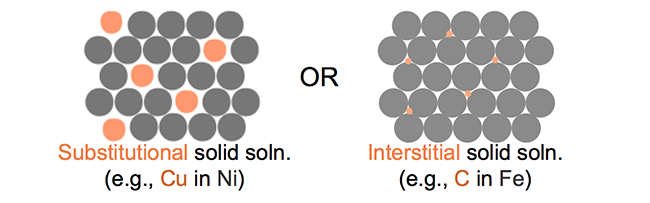 OR
Substitutional solid soln.
(e.g., Cu in Ni)
Interstitial solid soln.
(e.g., C in Fe)